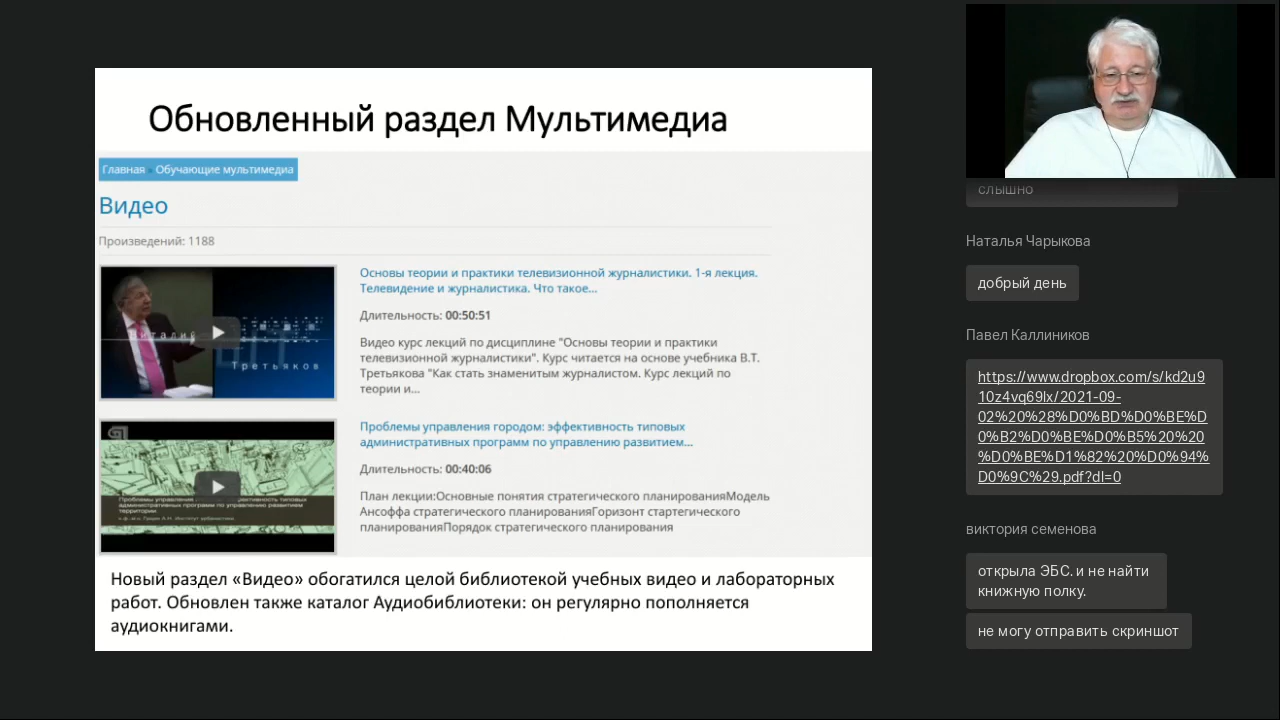 Обновленный раздел Мультимедиа
Главная » Обучающие мультимедиа
Видео
Произведений: 1188
Виталий
Третьяков
Основы теории и практики телевизионной журналистики. 1-я лекция.
Телевидение и журналистика. Что такое...
Длительность: 00:50:51
Видео курс лекций по дисциплине "Основы теории и практики
телевизионной журналистики". Курс читается на основе учебника В.Т.
Третьякова "Как стать знаменитым журналистом. Курс лекций по
теории и...
Проблемы управления городом: эффективность типовых
административных программ по управлению развитием...
Длительность: 00:40:06
План лекции:Основные понятия стратегического планированияМодель
Ансоффа стратегического планированияГоризонт стартегического
планированияПорядок стратегического планирования
Новый раздел «Видео» обогатился целой библиотекой учебных видео и лабораторных
работ. Обновлен также каталог Аудиобиблиотеки: он регулярно пополняется
аудиокнигами.
слышно
Наталья Чарыкова
добрый день
Павел Каллиников
https://www.dropbox.com/s/kd2u9
10z4vq69lx/2021-09-
02%20%28%D0%BD%D0%BE%D
0%B2%D0%BE%D0%B5%20%20
%D0%BE%D1%82%20%D0%94%
D0%9C%29.pdf?dl=0
виктория семенова
открыла ЭБС. и не найти
книжную полку.
не могу отправить скриншот